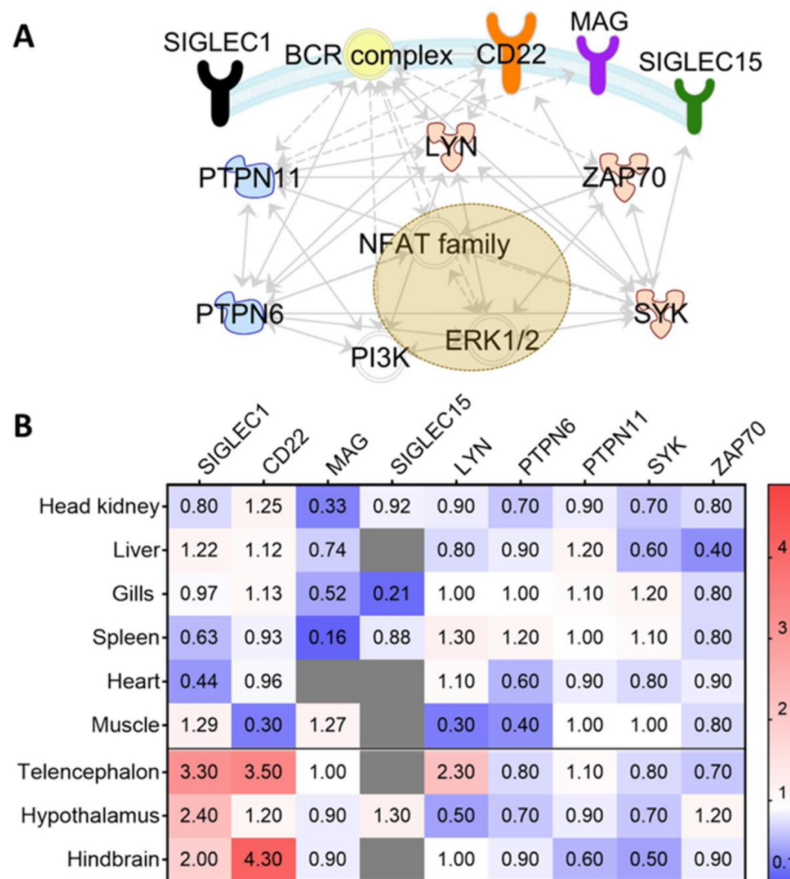 A
SIGLEC1
BCR complex
CD22
MAG
SIGLEC15
PTPN11
LYN
ZAP70
NFAT family
PTPN6
PI3K
ERK1/2
SYK
B
SIGLEC1 CD22 MAG SIGLEC15 LYN PTPN6 PTPN11 SYK ZAP70
Head kidney 0.80 1.25 0.33 0.92 0.90 0.70 0.90 0.70 0.80
Liver 1.22 1.12 0.74 0.80 0.90 1.20 0.60 0.40
Gills 0.97 1.13 0.52 0.21 1.00 1.00 1.10 1.20 0.80
Spleen 0.63 0.93 0.16 0.88 1.30 1.20 1.00 1.10 0.80
Heart 0.44 0.96 1.10 0.60 0.90 0.80 0.90
Muscle 1.29 0.30 1.27 0.30 0.40 1.00 1.00 0.80
Telencephalon 3.30 3.50 1.00 2.30 0.80 1.10 0.80 0.70
Hypothalamus 2.40 1.20 0.90 1.30 0.50 0.70 0.90 0.70 1.20
Hindbrain 2.00 4.30 0.90 1.00 0.90 0.60 0.50 0.90
4
3
2
1